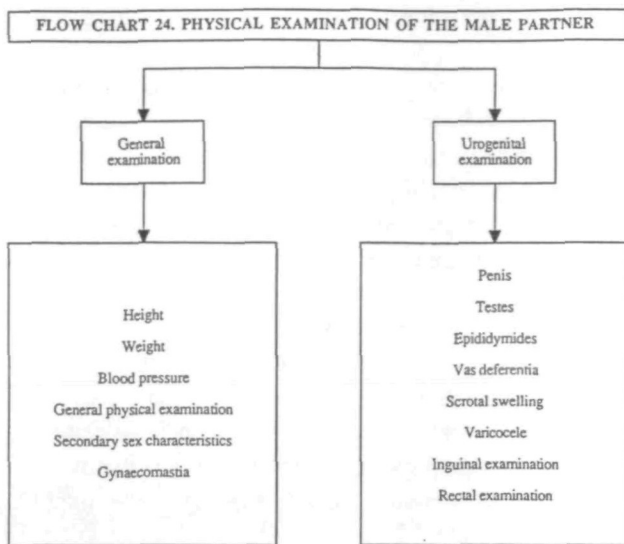 FLOW CHART 24. PHYSICAL EXAMINATION OF THE MALE PARTNER
General
examination
Urogenital
examination
Height
Weight
Blood pressure
General physical examination
Secondary sex characteristics
Gynaecomastia
Penis
Testes
Epididymides
Vas deferentia
Scrotal swelling
Varicocele
Inguinal examination
Rectal examination